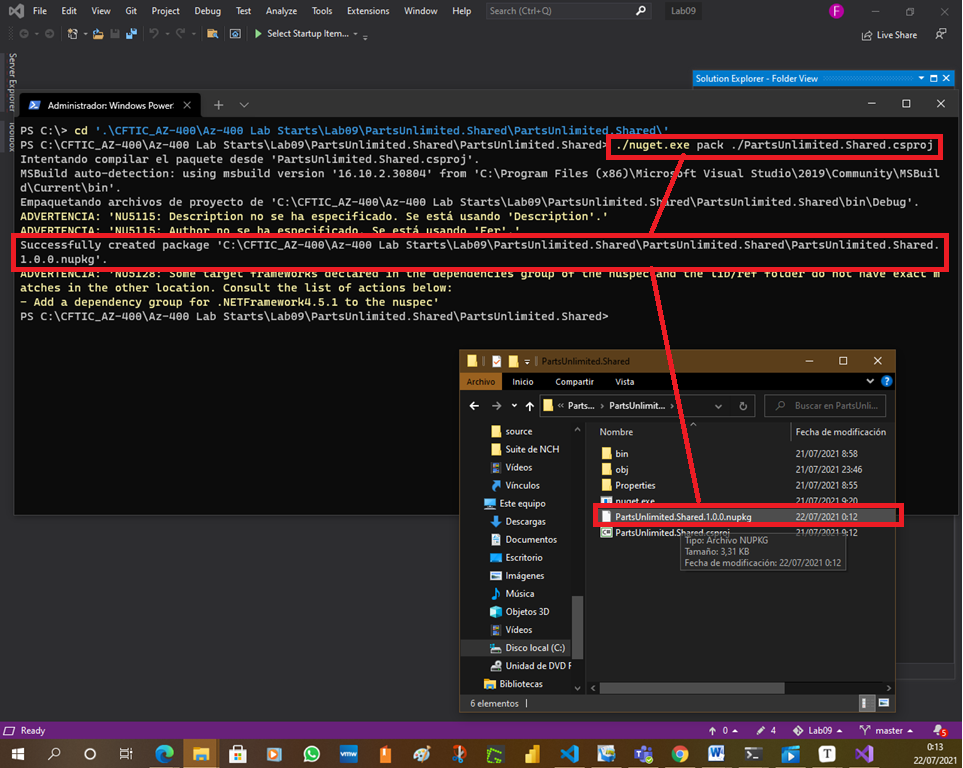 File Edit View Git Project Debug Test Analyze Tools Extensions Window Help Search (Ctrl+Q) Lab09 F
Select Startup Item... Live Share
Server Explorer
Toolbox
Solution Explorer - Folder View
Administrador: Windows Power
PS C:\> cd '.\CFTIC_AZ-400\Az-400 Lab Starts\Lab09\PartsUnlimited.Shared\PartsUnlimited.Shared\'
PS C:\CFTIC_AZ-400\Az-400 Lab Starts\Lab09\PartsUnlimited.Shared\PartsUnlimited.Shared> ./nuget.exe pack ./PartsUnlimited.Shared.csproj
Intentando compilar el paquete desde 'PartsUnlimited.Shared.csproj'.
MSBuild auto-detection: using msbuild version '16.10.2.30804' from 'C:\Program Files (x86)\Microsoft Visual Studio\2019\Community\MSBuil
d\Current\bin'.
Empaquetando archivos de proyecto de 'C:\CFTIC_AZ-400\Az-400 Lab Starts\Lab09\PartsUnlimited.Shared\PartsUnlimited.Shared\bin\Debug'.
ADVERTENCIA: 'NU5115: Description no se ha especificado. Se está usando 'Description'.'
ADVERTENCIA: 'NU5115: Author no se ha especificado. Se está usando 'Fer'.'
Successfully created package 'C:\CFTIC_AZ-400\Az-400 Lab Starts\Lab09\PartsUnlimited.Shared\PartsUnlimited.Shared\PartsUnlimited.Shared.
1.0.0.nupkg'.
ADVERTENCIA: 'NU5128: Some target frameworks declared in the dependencies group of the nuspec and the lib/ref folder do not have exact m
atches in the other location. Consult the list of actions below:
- Add a dependency group for .NETFramework4.5.1 to the nuspec'
PS C:\CFTIC_AZ-400\Az-400 Lab Starts\Lab09\PartsUnlimited.Shared\PartsUnlimited.Shared>
PartsUnlimited.Shared
Archivo Inicio Compartir Vista
« Parts... › PartsUnlimit... › Buscar en PartsUnli...
Nombre Fecha de modificación
source
Suite de NCH
Vídeos
Vínculos
Este equipo
Descargas
Documentos
Escritorio
Imágenes
Música
Objetos 3D
Vídeos
Disco local (C:)
Unidad de DVD F
Bibliotecas
bin 21/07/2021 8:58
obj 21/07/2021 23:46
Properties 21/07/2021 8:55
nuget.exe 21/07/2021 9:20
PartsUnlimited.Shared.1.0.0.nupkg 22/07/2021 0:12
PartsUnlimited.Shared.csproj 21/07/2021 9:12
Tipo: Archivo NUPKG
Tamaño: 3,31 KB
Fecha de modificación: 22/07/2021 0:12
6 elementos
Ready 0 4 Lab09 master 5
vmw W T
0:13
22/07/2021